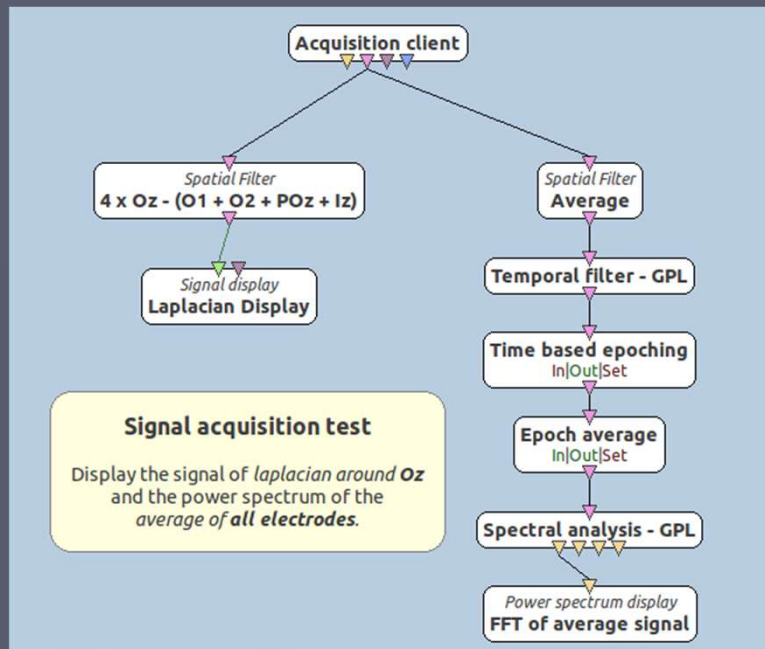 Acquisition client
Spatial Filter
4 x Oz - (O1 + O2 + POz + Iz)
Spatial Filter
Average
Signal display
Laplacian Display
Temporal filter - GPL
Time based epoching
In|Out|Set
Epoch average
In|Out|Set
Signal acquisition test
Display the signal of laplacian around Oz
and the power spectrum of the
average of all electrodes.
Spectral analysis - GPL
Power spectrum display
FFT of average signal